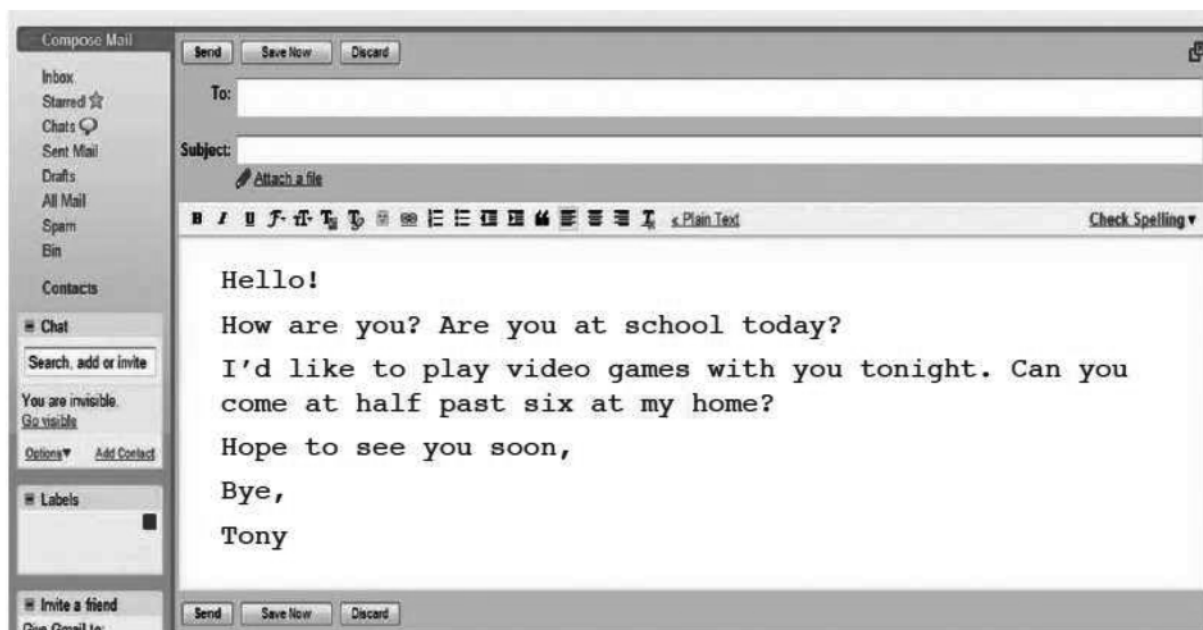 Compose Mail
Inbox
Starred
Chats
Sent Mail
Drafts
All Mail
Spam
Bin
Contacts
Chat
Search, add or invite
You are invisible.
Go visible
Options▼ Add Contact
Labels
Invite a friend
Give Gmail to:
Send Save Now Discard
To:
Subject:
Attach a file
B I U « Plain Text Check Spelling▼
Hello!
How are you? Are you at school today?
I'd like to play video games with you tonight. Can you
come at half past six at my home?
Hope to see you soon,
Bye,
Tony
Send Save Now Discard